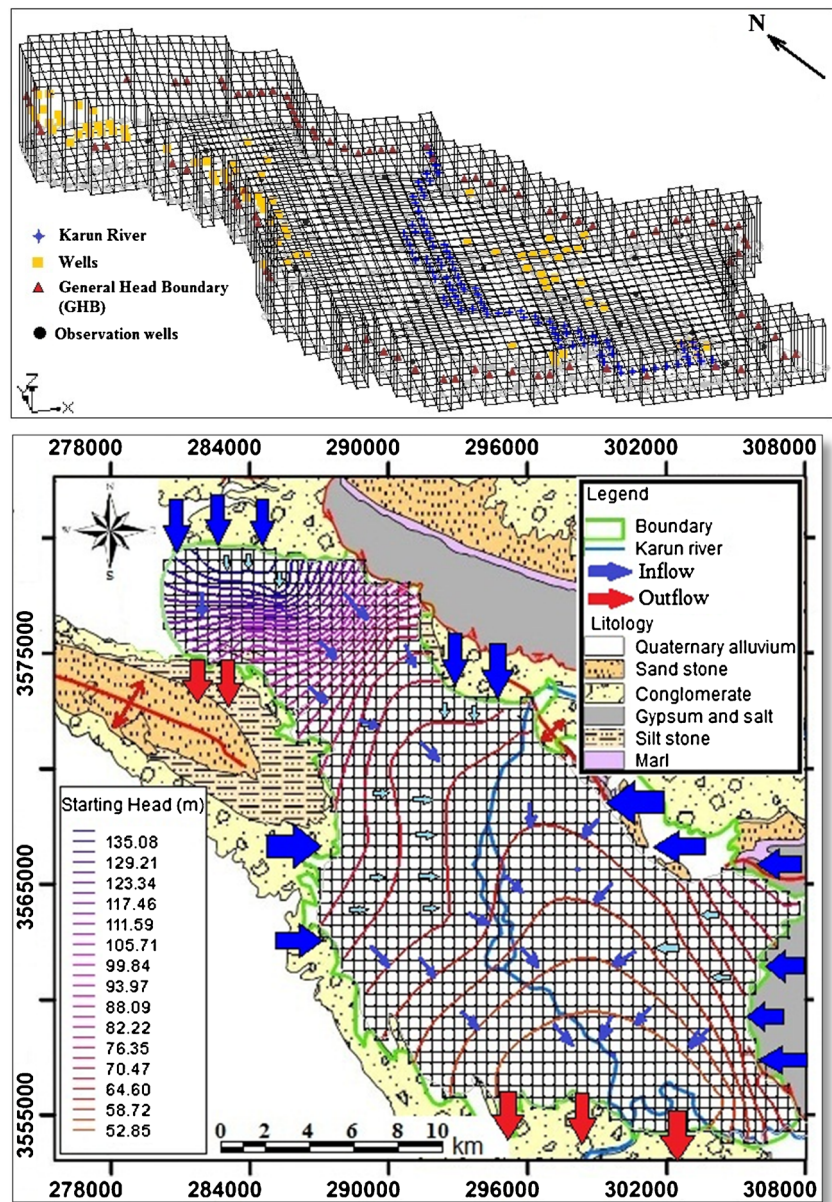 N
Karun River
Wells
General Head Boundary
(GHB)
Observation wells
Z
Y
X
278000 284000 290000 296000 302000 308000
N
W E
S
Legend
Boundary
Karun river
Inflow
Outflow
Litology
Quaternary alluvium
Sand stone
Conglomerate
Gypsum and salt
Silt stone
Marl
3575000
3565000
3555000
Starting Head (m)
135.08
129.21
123.34
117.46
111.59
105.71
99.84
93.97
88.09
82.22
76.35
70.47
64.60
58.72
52.85
0 2 4 6 8 10
km
278000 284000 290000 296000 302000 308000